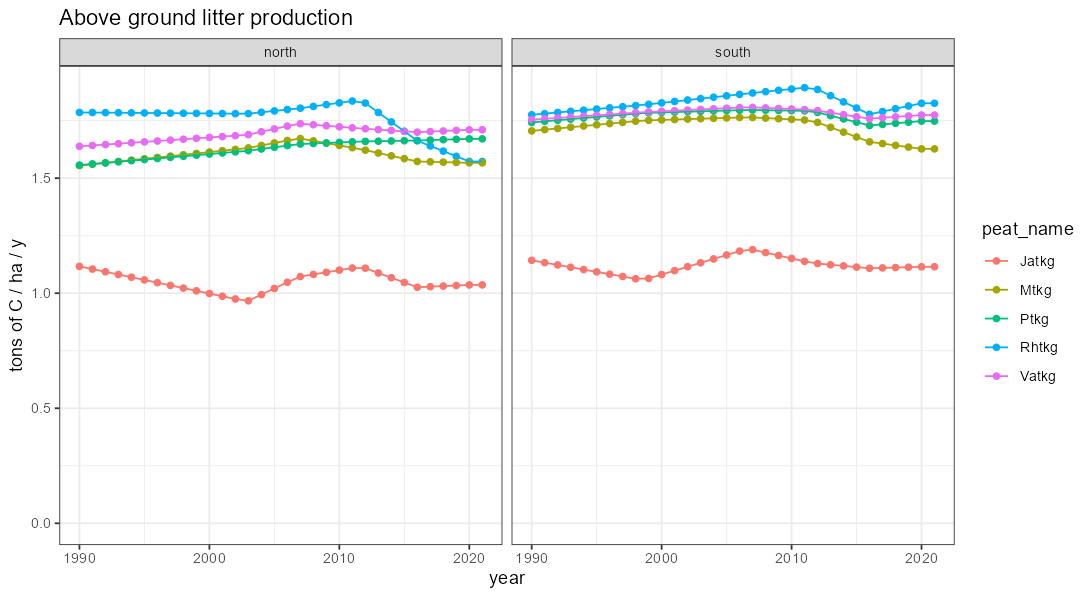 Above ground litter production
north
south
tons of C / ha / y
1.5
1.0
0.5
0.0
1990
2000
2010
2020
1990
2000
2010
2020
year
peat_name
Jatkg
Mtkg
Ptkg
Rhtkg
Vatkg